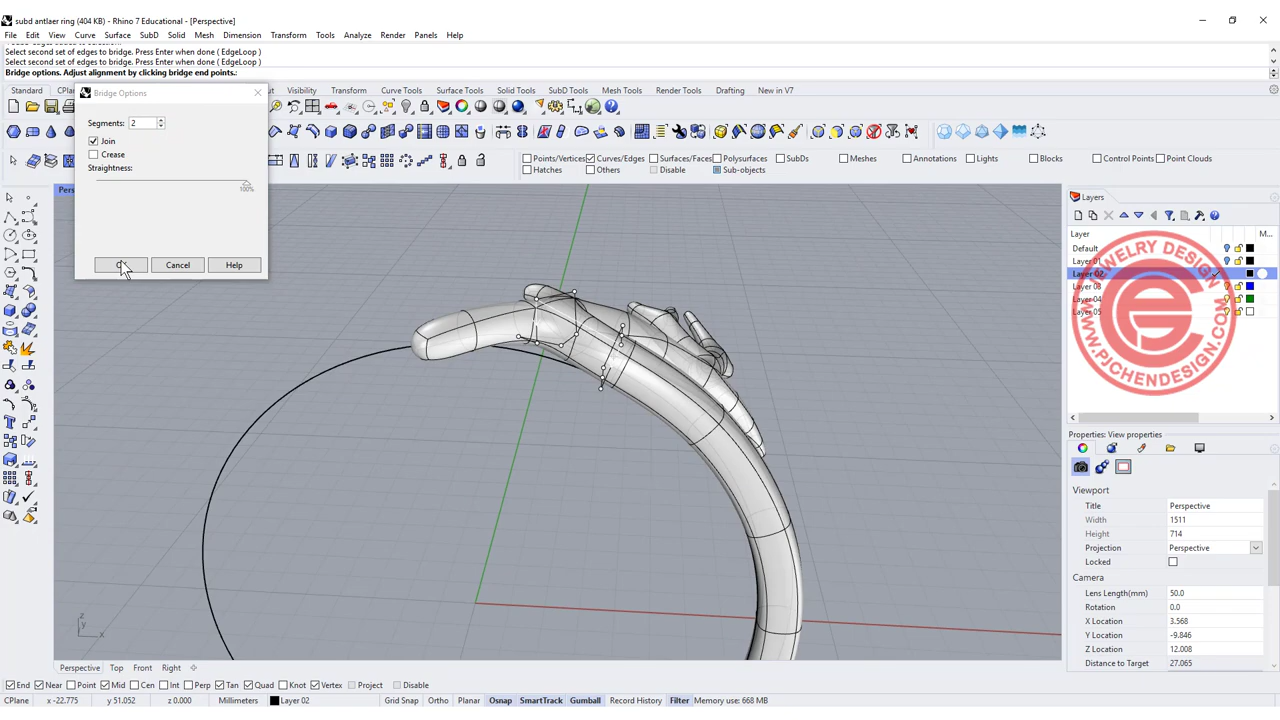 subd antlaer ring (404 KB) - Rhino 7 Educational - [Perspective]
File Edit View Curve Surface SubD Solid Mesh Dimension Transform Tools Analyze Render Panels Help
Select second set of edges to bridge. Press Enter when done ( EdgeLoop )
Select second set of edges to bridge. Press Enter when done ( EdgeLoop )
Bridge options. Adjust alignment by clicking bridge end points.:
Standard CPla Visibility Transform Curve Tools Surface Tools Solid Tools SubD Tools Mesh Tools Render Tools Drafting New in V7
Bridge Options
Segments: 2
Join
Crease
Straightness:
100%
Cancel Help
Points/Vertices Curves/Edges Surfaces/Faces Polysurfaces SubDs Meshes Annotations Lights Blocks Control Points Point Clouds
Hatches Others Disable Sub-objects
Pers
Layers
Layer M...
Default
Layer 01
Layer 02
Layer 03
Layer 04
Layer 05
JEWELRY DESIGN
WWW.PJCHENDESIGN.COM
Properties: View properties
Viewport
Title Perspective
Width 1511
Height 714
Projection Perspective
Locked
Camera
Lens Length(mm) 50.0
Rotation 0.0
X Location 3.568
Y Location -9.846
Z Location 12.008
Distance to Target 27.065
z
y
x
Perspective Top Front Right
End Near Point Mid Cen Int Perp Tan Quad Knot Vertex Project Disable
CPlane x -22.775 y 51.052 z 0.000 Millimeters Layer 02 Grid Snap Ortho Planar Osnap SmartTrack Gumball Record History Filter Memory use: 668 MB